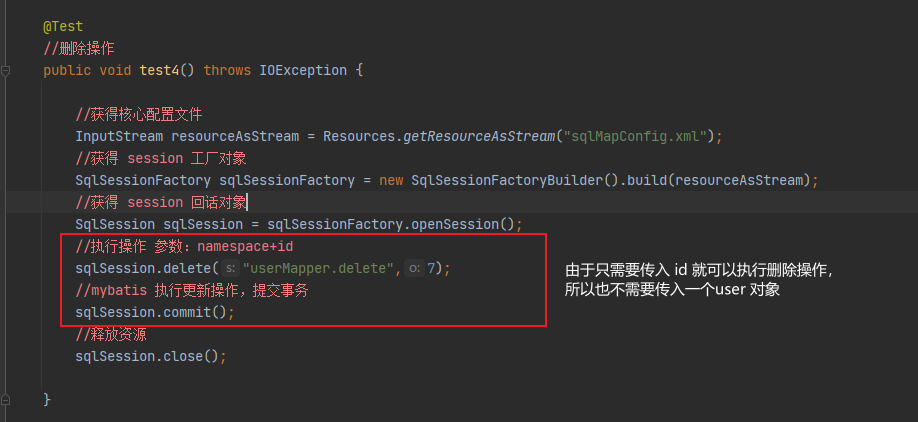 @Test
//删除操作
public void test4() throws IOException {
//获得核心配置文件
InputStream resourceAsStream = Resources.getResourceAsStream("sqlMapConfig.xml");
//获得 session 工厂对象
SqlSessionFactory sqlSessionFactory = new SqlSessionFactoryBuilder().build(resourceAsStream);
//获得 session 回话对象
SqlSession sqlSession = sqlSessionFactory.openSession();
//执行操作 参数：namespace+id
sqlSession.delete( s: "userMapper.delete", o: 7);
//mybatis 执行更新操作，提交事务
sqlSession.commit();
//释放资源
sqlSession.close();
}
由于只需要传入 id 就可以执行删除操作，
所以也不需要传入一个user 对象